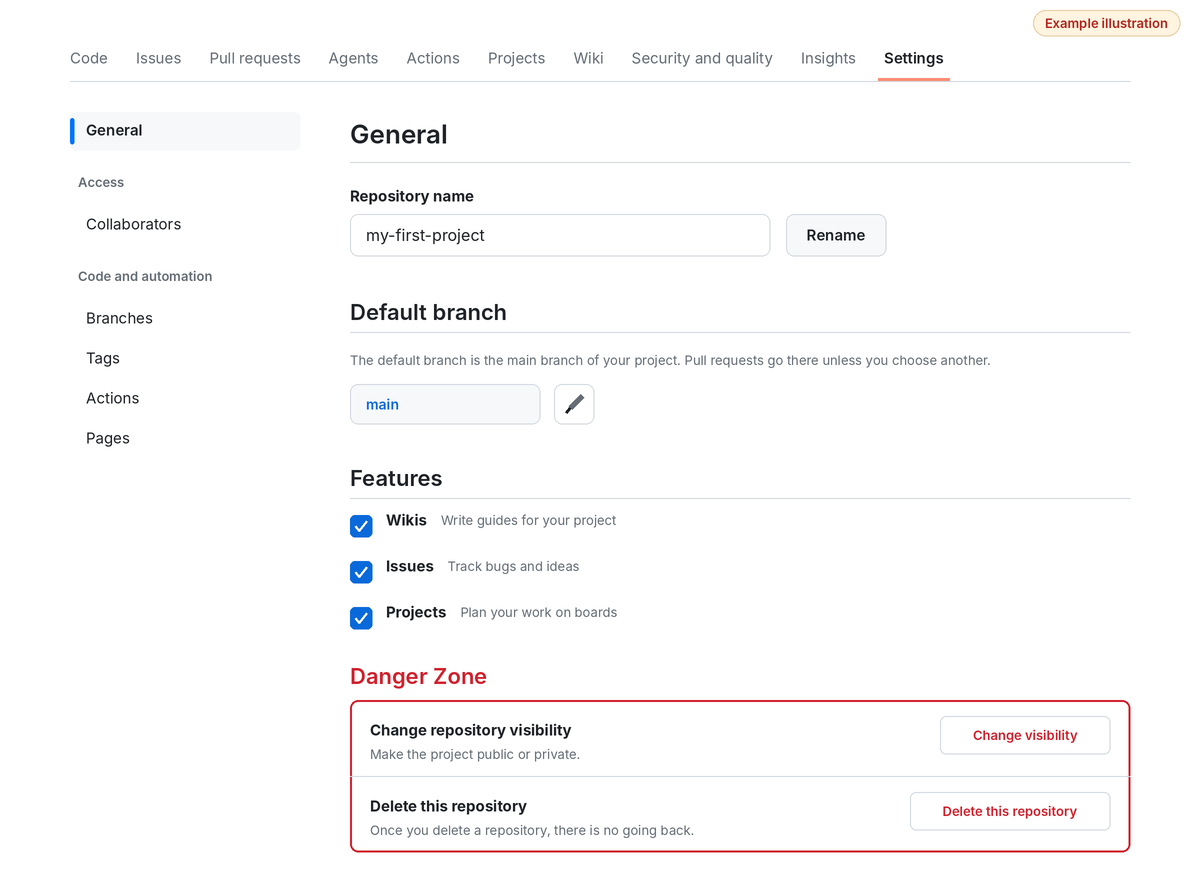 Example illustration
Code Issues Pull requests Agents Actions Projects Wiki Security and quality Insights Settings
General
Access
Collaborators
Code and automation
Branches
Tags
Actions
Pages
General
Repository name
my-first-project Rename
Default branch
The default branch is the main branch of your project. Pull requests go there unless you choose another.
main
Features
Wikis Write guides for your project
Issues Track bugs and ideas
Projects Plan your work on boards
Danger Zone
Change repository visibility
Make the project public or private.
Change visibility
Delete this repository
Once you delete a repository, there is no going back.
Delete this repository